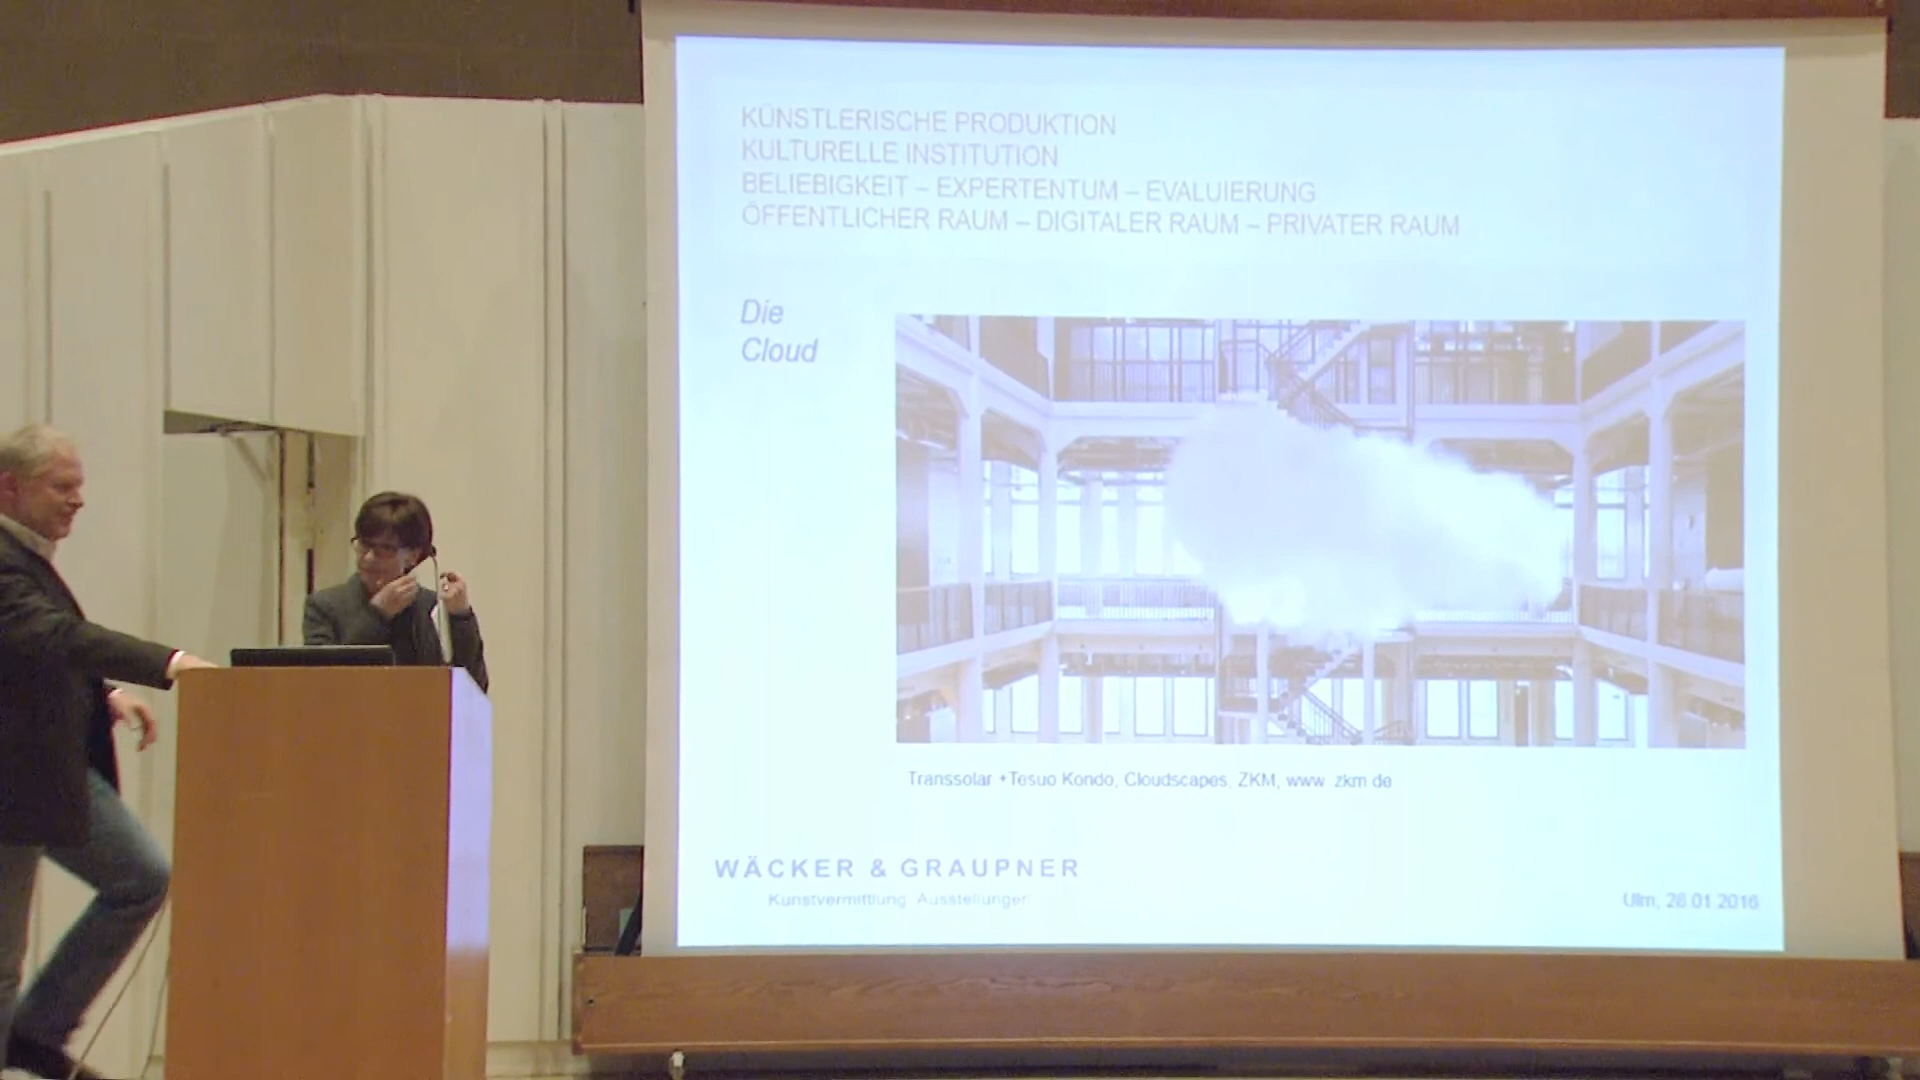 KÜNSTLERISCHE PRODUKTION
KULTURELLE INSTITUTION
BELIEBIGKEIT – EXPERTENTUM – EVALUIERUNG
ÖFFENTLICHER RAUM – DIGITALER RAUM – PRIVATER RAUM
Die
Cloud
Transsolar +Tesuo Kondo, Cloudscapes, ZKM, www. zkm.de
WÄCKER & GRAUPNER
Kunstvermittlung Ausstellungen
Ulm, 28.01.2016